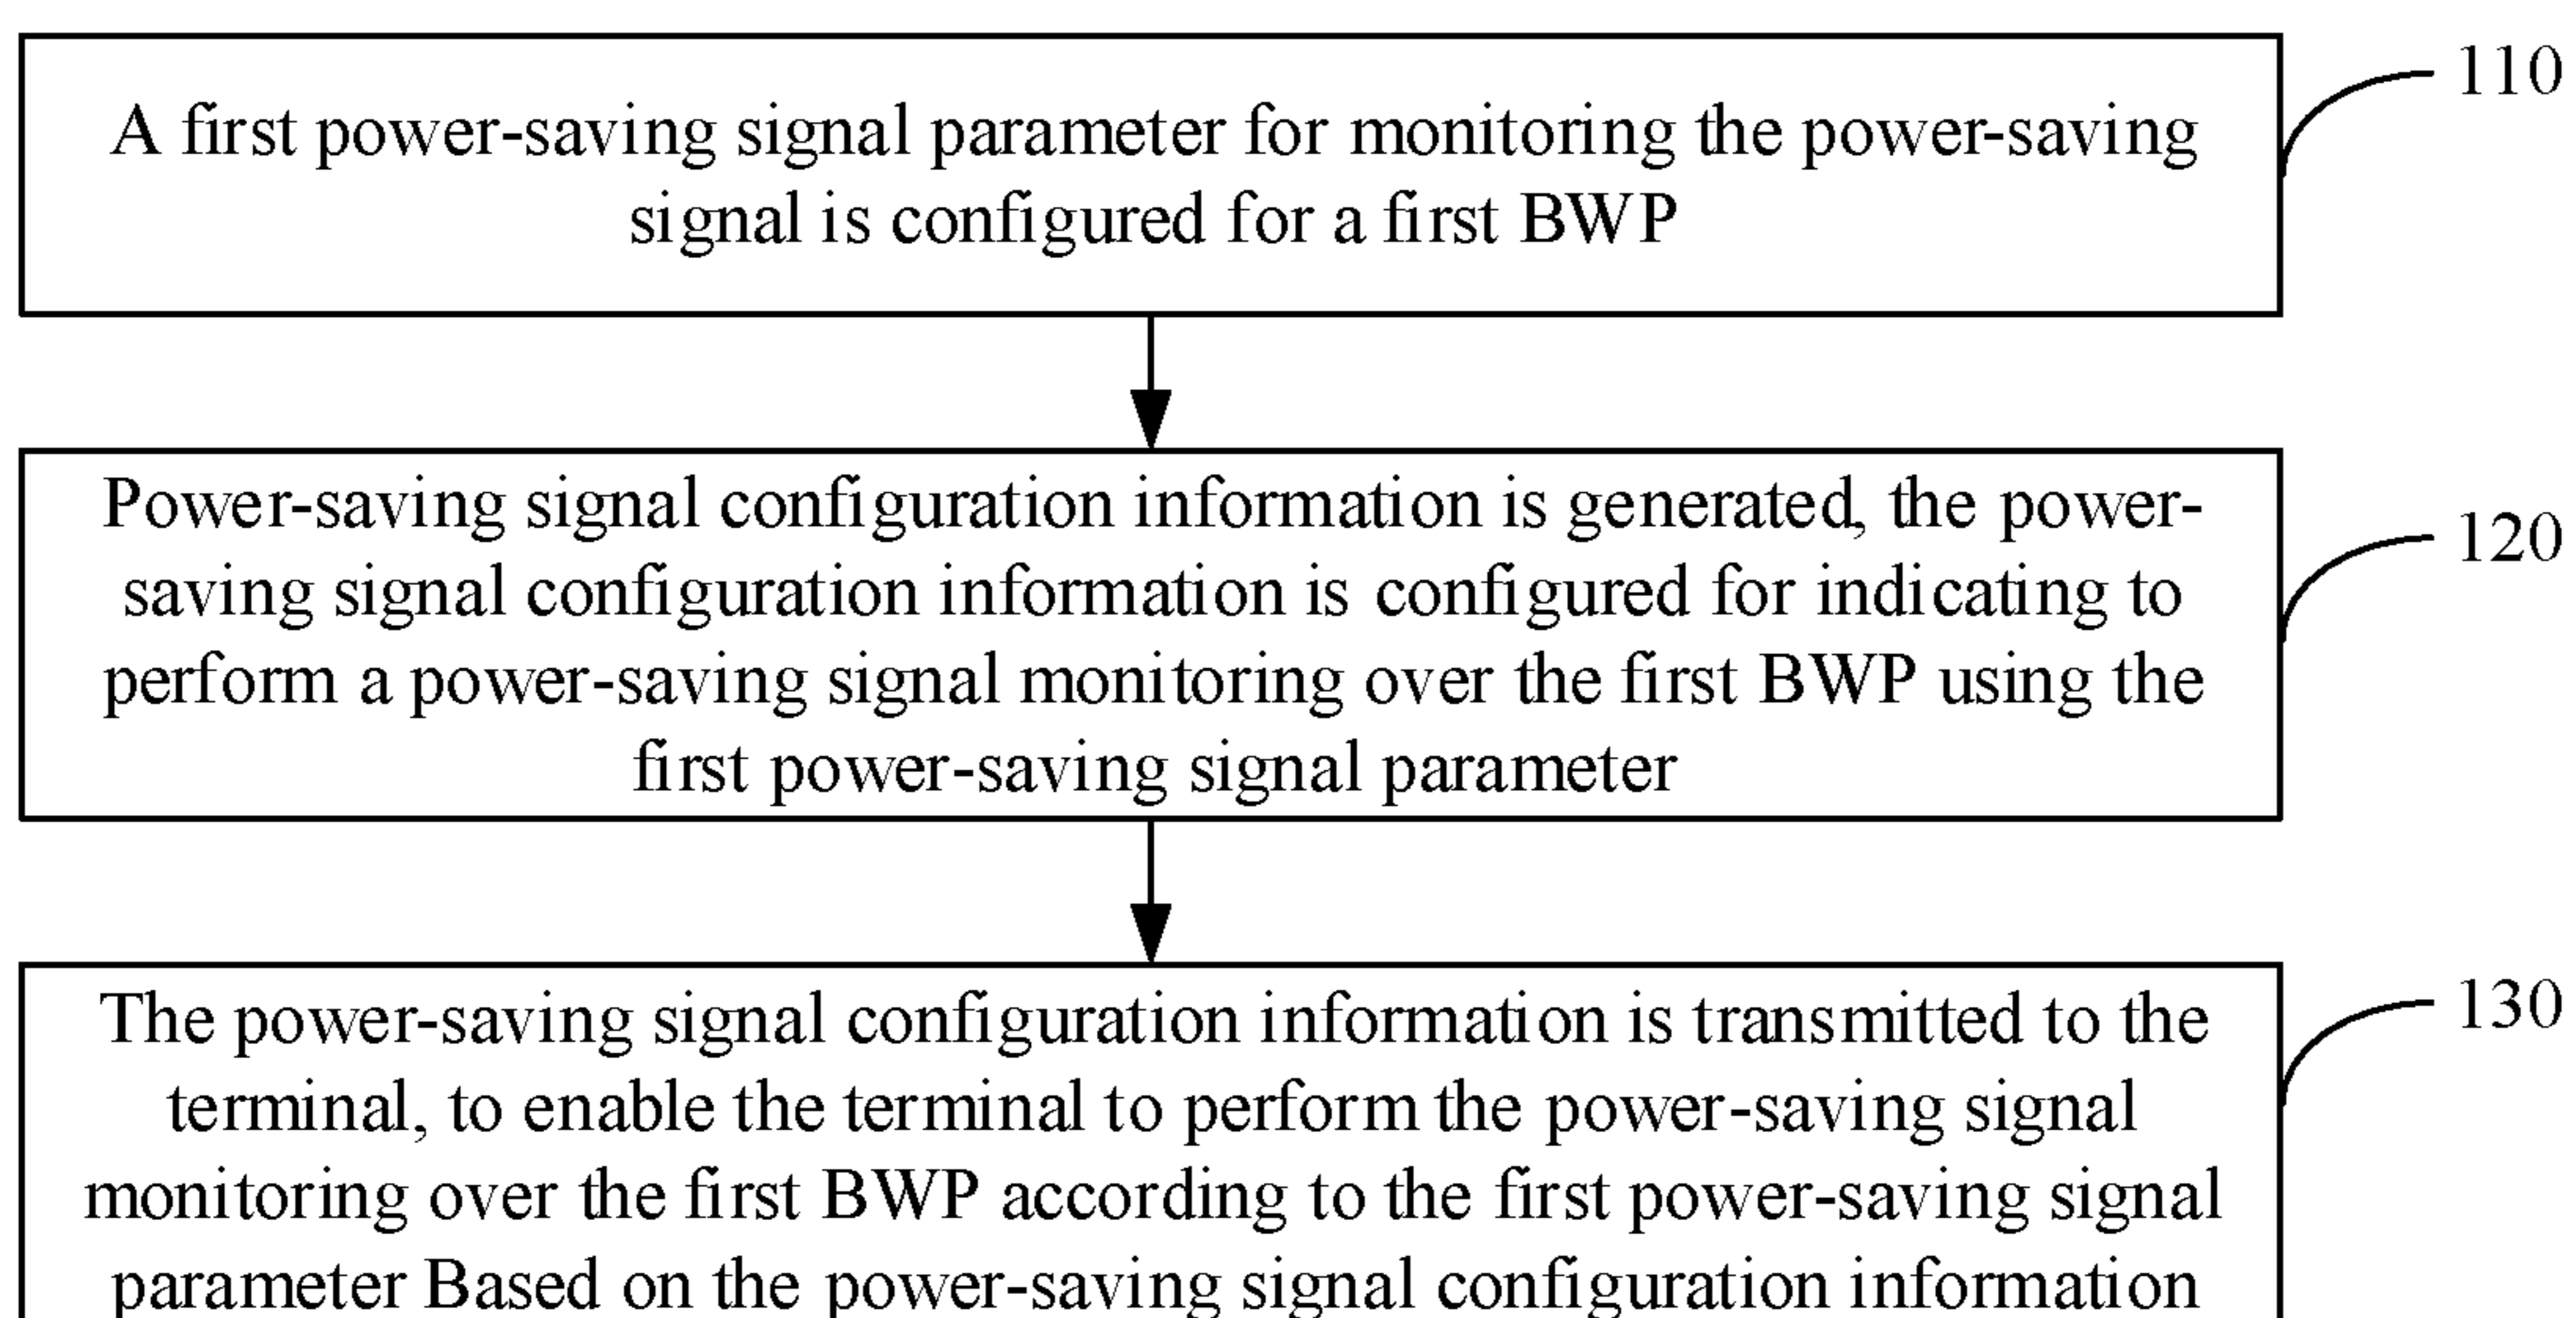 A first power-saving signal parameter for monitoring the power-saving
signal is configured for a first BWP
110
Power-saving signal configuration information is generated, the power-
saving signal configuration information is configured for indicating to
perform a power-saving signal monitoring over the first BWP using the
first power-saving signal parameter
120
The power-saving signal configuration information is transmitted to the
terminal, to enable the terminal to perform the power-saving signal
monitoring over the first BWP according to the first power-saving signal
parameter Based on the power-saving signal configuration information
130